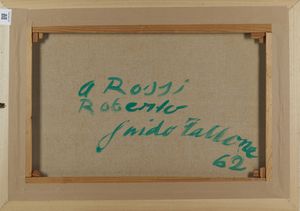 a Rossi
Roberto
Guido Fallone
62